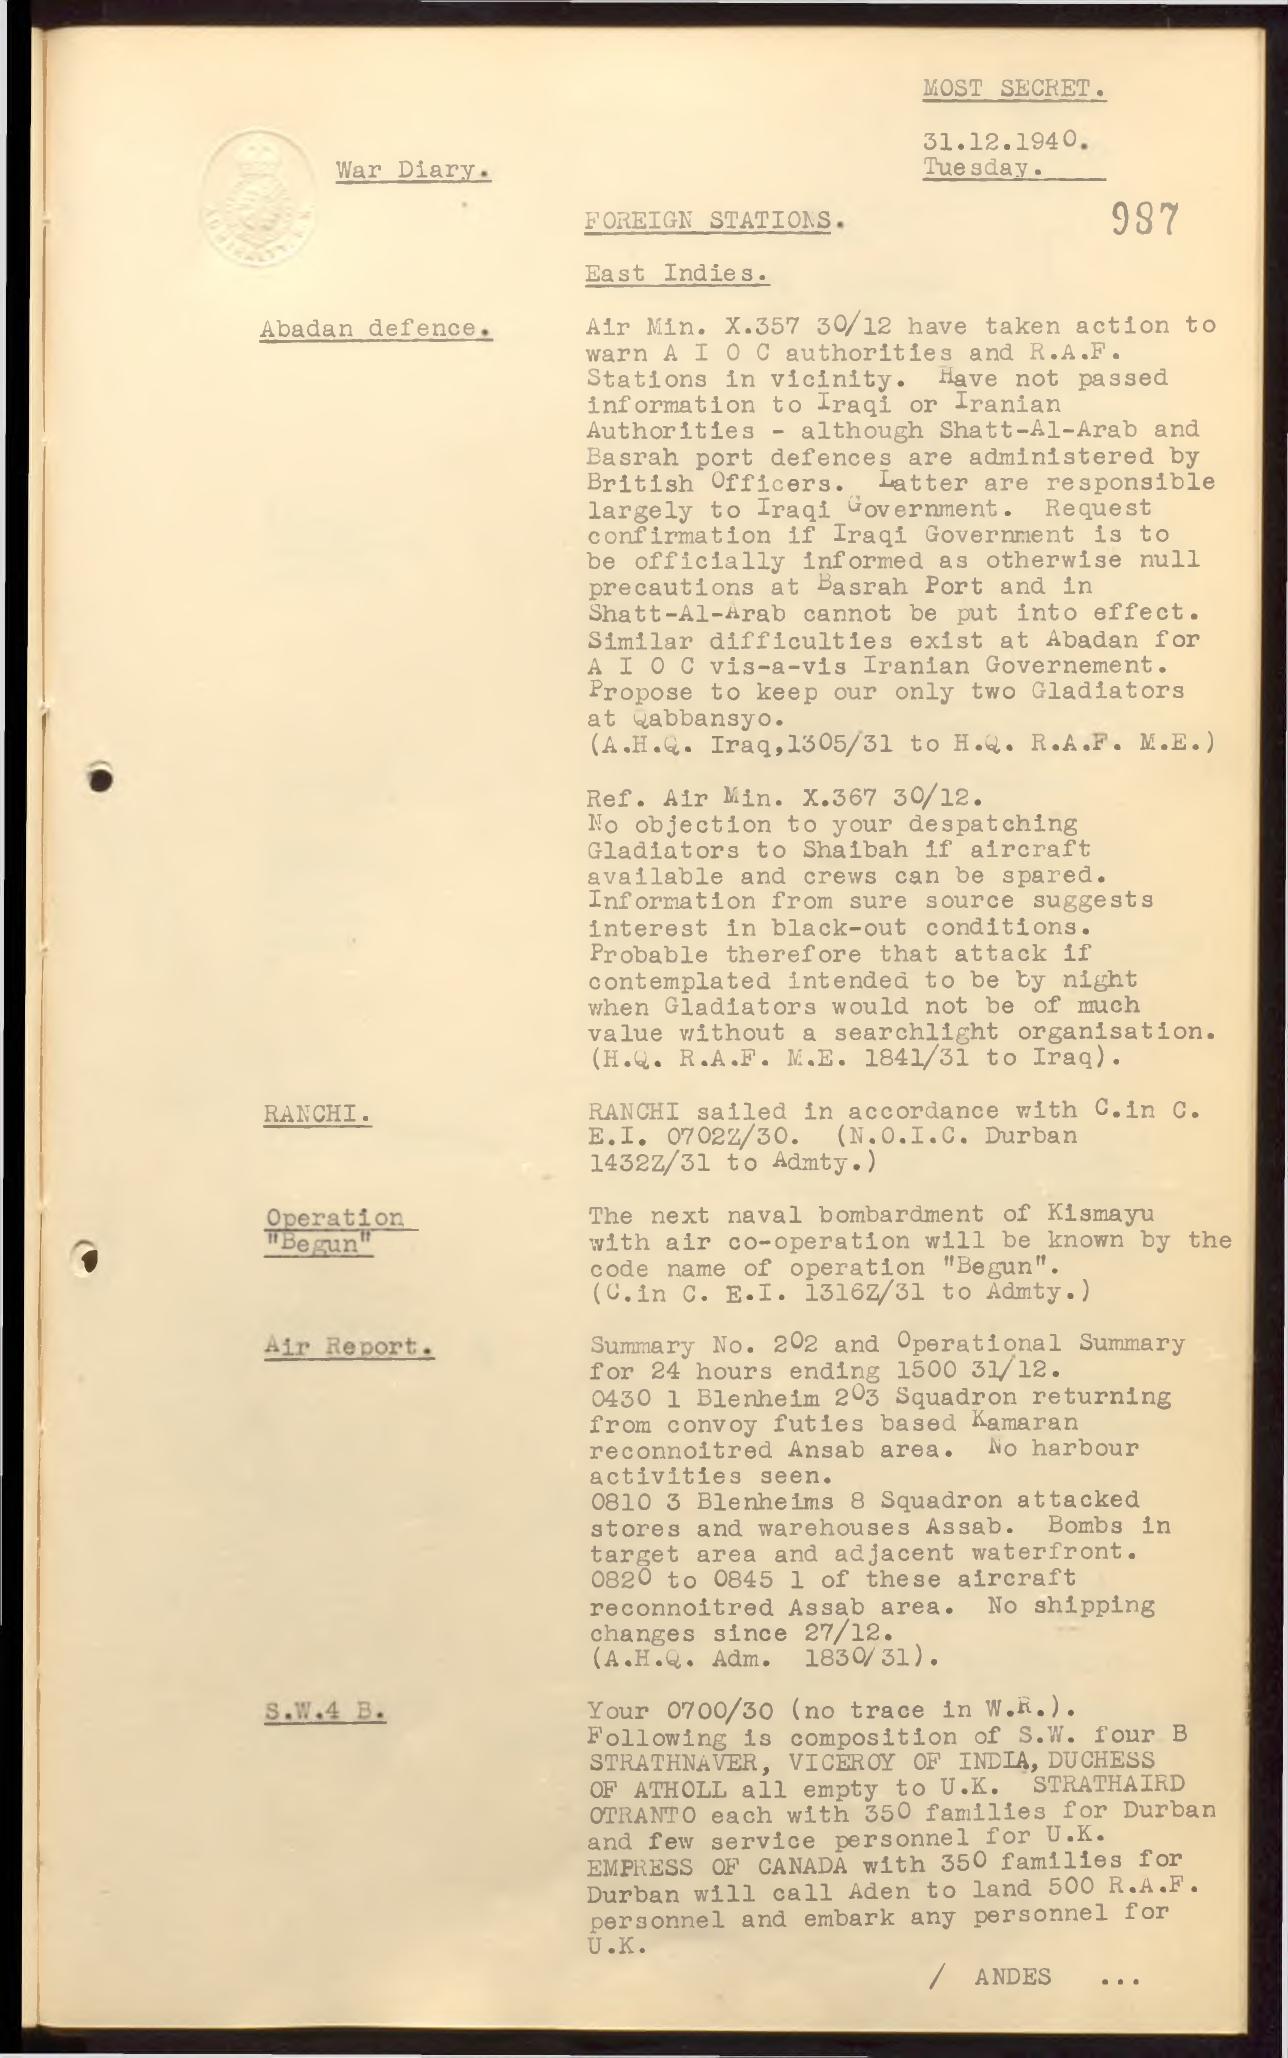 MOST SECRET.
31.12.1940.
Tuesday.
War Diary.
987
FOREIGN STATIONS.
East Indies.
Abadan defence.
Air Min. X.357 30/12 have taken action to
warn A I O C authorities and R.A.F.
Stations in vicinity. Have not passed
information to Iraqi or Iranian
Authorities - although Shatt-Al-Arab and
Basrah port defences are administered by
British Officers. Latter are responsible
largely to Iraqi Government. Request
confirmation if Iraqi Government is to
be officially informed as otherwise null
precautions at Basrah Port and in
Shatt-Al-Arab cannot be put into effect.
Similar difficulties exist at Abadan for
A I O C vis-a-vis Iranian Governement.
Propose to keep our only two Gladiators
at Qabbansyo.
(A.H.Q. Iraq,1305/31 to H.Q. R.A.F. M.E.)
Ref. Air Min. X.367 30/12.
No objection to your despatching
Gladiators to Shaibah if aircraft
available and crews can be spared.
Information from sure source suggests
interest in black-out conditions.
Probable therefore that attack if
contemplated intended to be by night
when Gladiators would not be of much
value without a searchlight organisation.
(H.Q. R.A.F. M.E. 1841/31 to Iraq).
RANCHI.
RANCHI sailed in accordance with C.in C.
E.I. 0702Z/30. (N.O.I.C. Durban
1432Z/31 to Admty.)
Operation
"Begun"
The next naval bombardment of Kismayu
with air co-operation will be known by the
code name of operation "Begun".
(C.in C. E.I. 1316Z/31 to Admty.)
Air Report.
Summary No. 202 and Operational Summary
for 24 hours ending 1500 31/12.
0430 1 Blenheim 203 Squadron returning
from convoy futies based Kamaran
reconnoitred Ansab area. No harbour
activities seen.
0810 3 Blenheims 8 Squadron attacked
stores and warehouses Assab. Bombs in
target area and adjacent waterfront.
0820 to 0845 1 of these aircraft
reconnoitred Assab area. No shipping
changes since 27/12.
(A.H.Q. Adm. 1830/31).
S.W.4 B.
Your 0700/30 (no trace in W.R.).
Following is composition of S.W. four B
STRATHNAVER, VICEROY OF INDIA, DUCHESS
OF ATHOLL all empty to U.K. STRATHAIRD
OTRANTO each with 350 families for Durban
and few service personnel for U.K.
EMPRESS OF CANADA with 350 families for
Durban will call Aden to land 500 R.A.F.
personnel and embark any personnel for
U.K.
/ ANDES ...